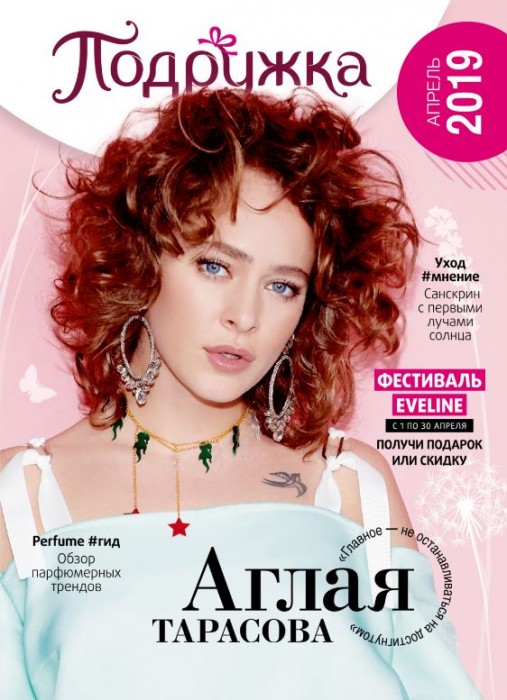 Подружка
АПРЕЛЬ
2019
Уход
#мнение
Санскрин
с первыми
лучами
солнца
ФЕСТИВАЛЬ
EVELINE
С 1 ПО 30 АПРЕЛЯ
ПОЛУЧИ ПОДАРОК
ИЛИ СКИДКУ
Perfume #гид
Обзор
парфюмерных
трендов
Аглая
ТАРАСОВА
«Главное — не останавливаться на достигнутом»